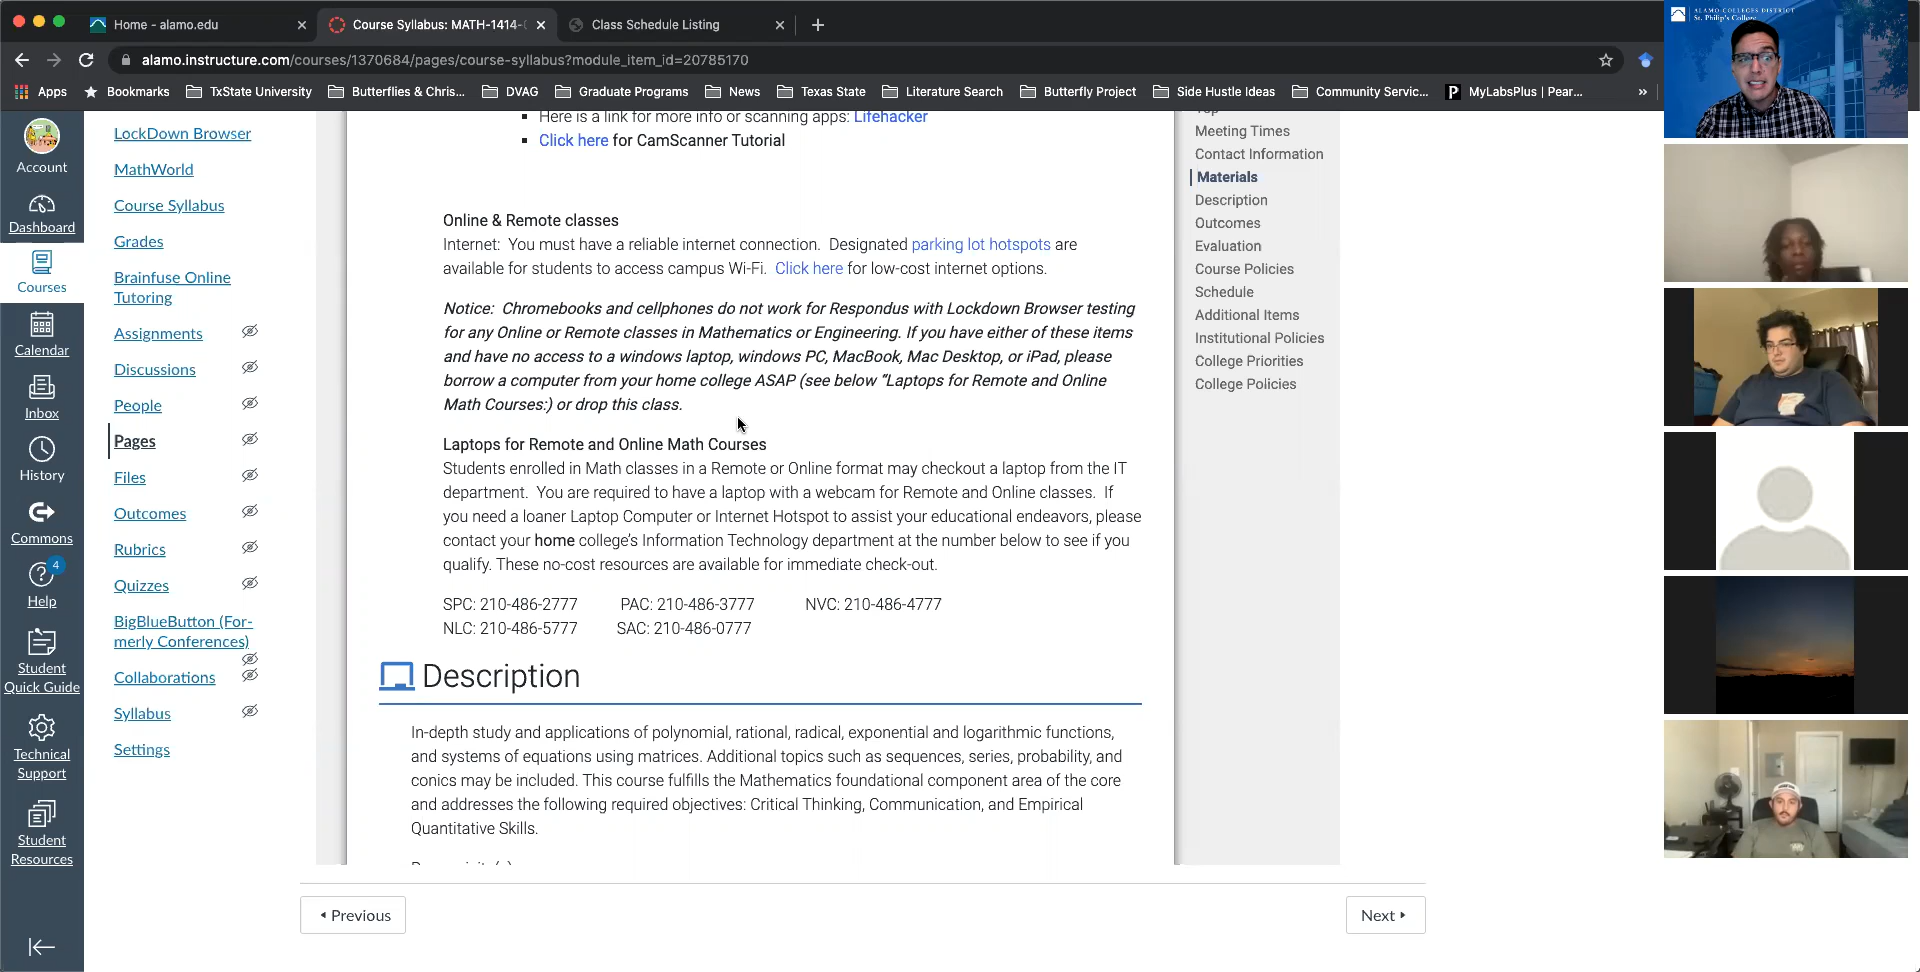 Home - alamo.edu
Course Syllabus: MATH-1414-
Class Schedule Listing
alamo.instructure.com/courses/1370684/pages/course-syllabus?module_item_id=20785170
Apps
Bookmarks
TxState University
Butterflies & Chris...
DVAG
Graduate Programs
News
Texas State
Literature Search
Butterfly Project
Side Hustle Ideas
Community Servic...
MyLabsPlus | Pear...
»
ALAMO COLLEGES DISTRICT
St. Philip's College
Account
Dashboard
Courses
Calendar
Inbox
History
Commons
4
Help
Student
Quick Guide
Technical
Support
Student
Resources
LockDown Browser
MathWorld
Course Syllabus
Grades
Brainfuse Online
Tutoring
Assignments
Discussions
People
Pages
Files
Outcomes
Rubrics
Quizzes
BigBlueButton (For-
merly Conferences)
Collaborations
Syllabus
Settings
Here is a link for more info or scanning apps: Lifehacker
Click here for CamScanner Tutorial
Online & Remote classes
Internet: You must have a reliable internet connection. Designated parking lot hotspots are
available for students to access campus Wi-Fi. Click here for low-cost internet options.
Notice: Chromebooks and cellphones do not work for Respondus with Lockdown Browser testing
for any Online or Remote classes in Mathematics or Engineering. If you have either of these items
and have no access to a windows laptop, windows PC, MacBook, Mac Desktop, or iPad, please
borrow a computer from your home college ASAP (see below “Laptops for Remote and Online
Math Courses:) or drop this class.
Laptops for Remote and Online Math Courses
Students enrolled in Math classes in a Remote or Online format may checkout a laptop from the IT
department. You are required to have a laptop with a webcam for Remote and Online classes. If
you need a loaner Laptop Computer or Internet Hotspot to assist your educational endeavors, please
contact your home college's Information Technology department at the number below to see if you
qualify. These no-cost resources are available for immediate check-out.
SPC: 210-486-2777 PAC: 210-486-3777 NVC: 210-486-4777
NLC: 210-486-5777 SAC: 210-486-0777
Description
In-depth study and applications of polynomial, rational, radical, exponential and logarithmic functions,
and systems of equations using matrices. Additional topics such as sequences, series, probability, and
conics may be included. This course fulfills the Mathematics foundational component area of the core
and addresses the following required objectives: Critical Thinking, Communication, and Empirical
Quantitative Skills.
Top
Meeting Times
Contact Information
Materials
Description
Outcomes
Evaluation
Course Policies
Schedule
Additional Items
Institutional Policies
College Priorities
College Policies
Previous
Next